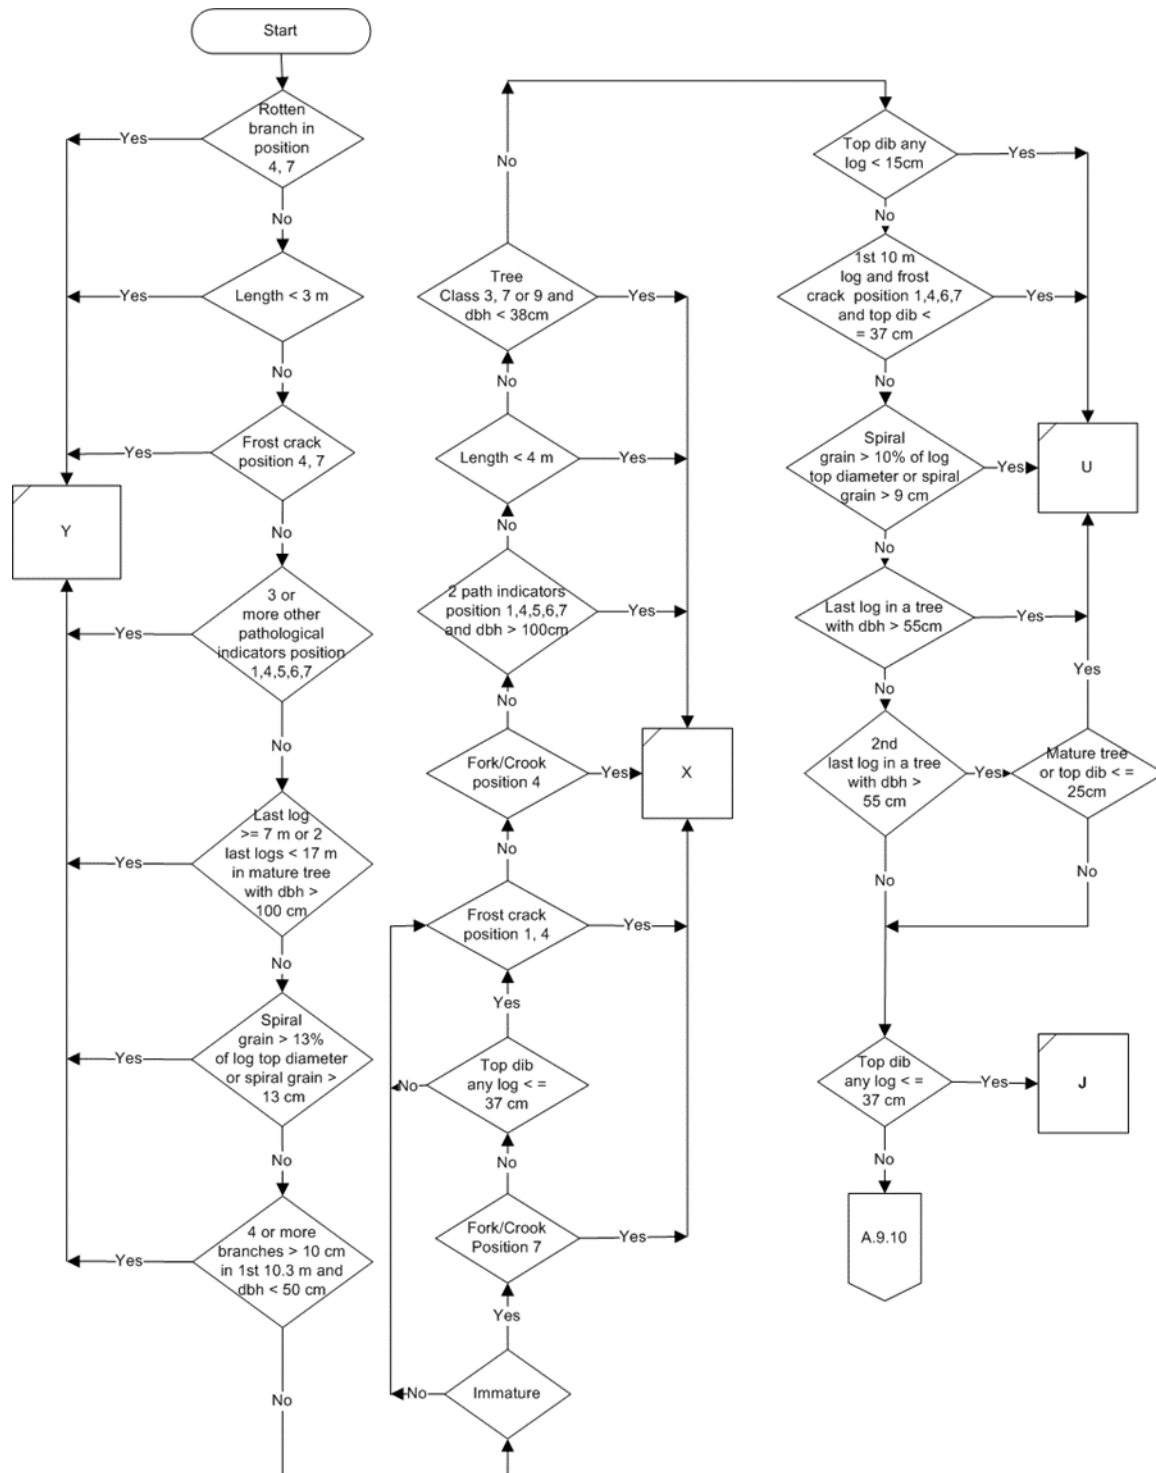 Start
Rotten
branch in
position
4, 7
Yes
No
Length < 3 m
Yes
No
Frost crack
position 4, 7
Yes
No
Y
3 or
more other
pathological
indicators position
1,4,5,6,7
Yes
No
Last log
>= 7 m or 2
last logs < 17 m
in mature tree
with dbh >
100 cm
Yes
No
Spiral
grain > 13%
of log top diameter
or spiral grain >
13 cm
Yes
No
4 or more
branches > 10 cm
in 1st 10.3 m and
dbh < 50 cm
Yes
No
No
Tree
Class 3, 7 or 9 and
dbh < 38cm
Yes
No
Length < 4 m
Yes
No
2 path indicators
position 1,4,5,6,7
and dbh > 100cm
Yes
No
Fork/Crook
position 4
Yes
X
No
Frost crack
position 1, 4
Yes
Yes
Top dib
any log < =
37 cm
No
No
Fork/Crook
Position 7
Yes
Yes
Immature
No
Top dib any
log < 15cm
Yes
No
1st 10 m
log and frost
crack position 1,4,6,7
and top dib <
= 37 cm
Yes
No
Spiral
grain > 10% of log
top diameter or spiral
grain > 9 cm
Yes
U
No
Last log in a tree
with dbh > 55cm
Yes
No
Yes
2nd
last log in a tree
with dbh >
55 cm
Yes
Mature tree
or top dib < =
25cm
No
No
Top dib
any log < =
37 cm
Yes
J
No
A.9.10